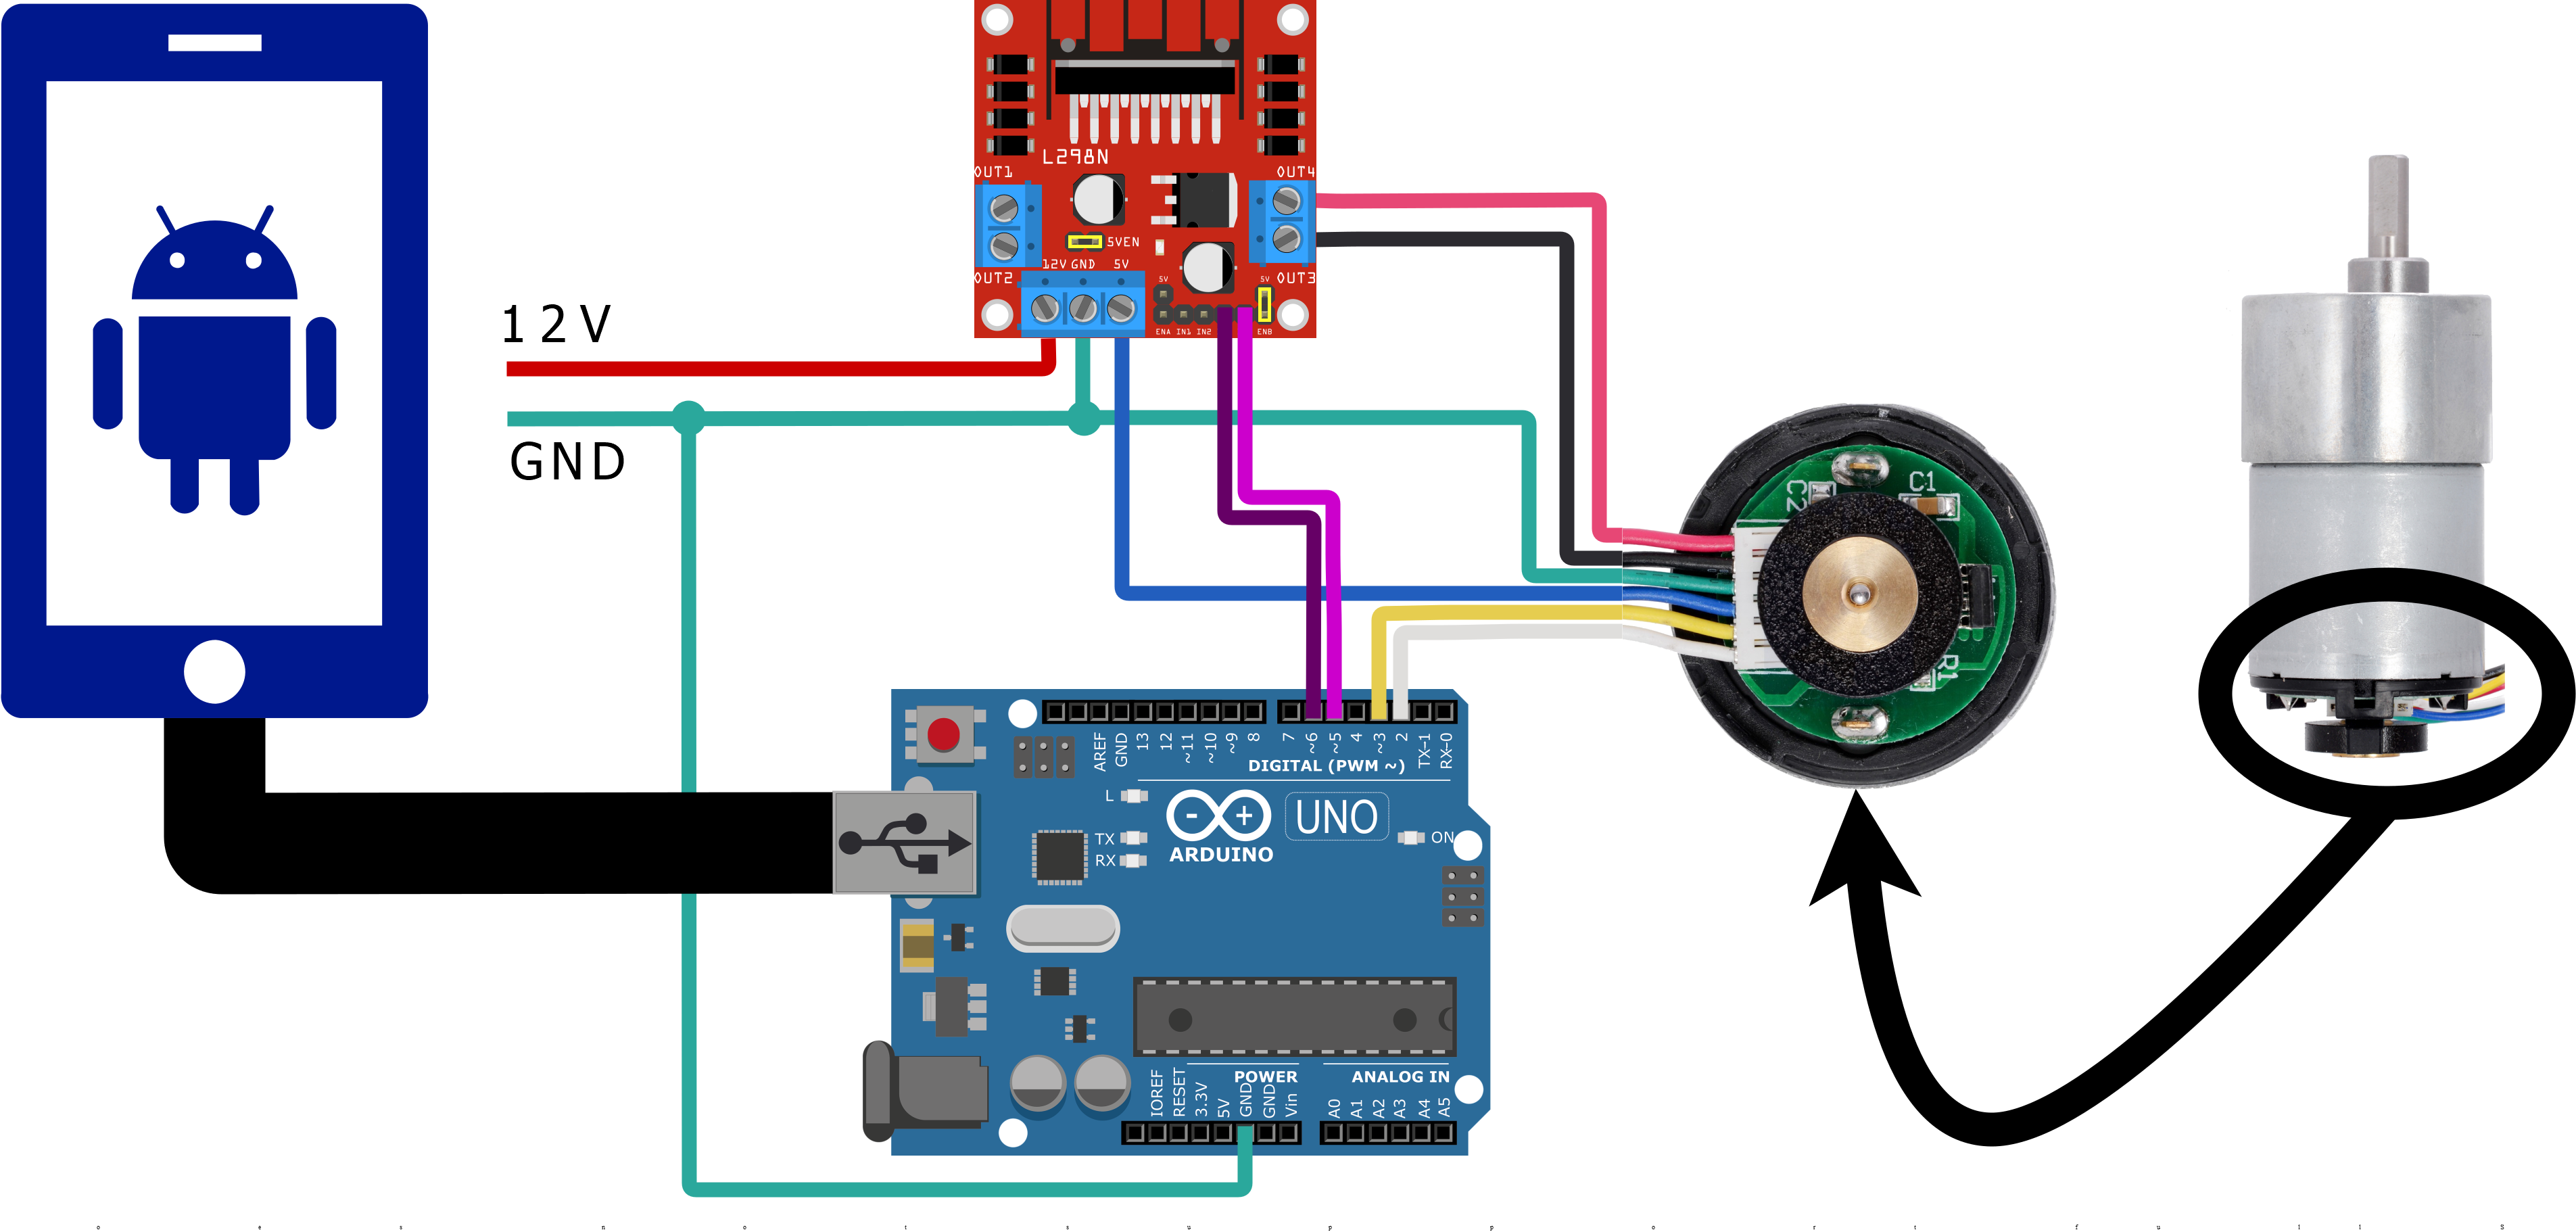 L298N
OUT1
OUT4
5VEN
12V GND 5V
OUT2
5V
5V
OUT3
ENA IN1 IN2
ENB
12V
GND
C2
C1
R1
AREF
GND
13
12
~11
~10
~9
8
7
~6
~5
4
~3
2
TX-1
RX-0
DIGITAL (PWM ~)
L
TX
RX
- +
UNO
ARDUINO
ON
POWER
ANALOG IN
IOREF
RESET
3.3V
5V
GND
GND
Vin
A0
A1
A2
A3
A4
A5